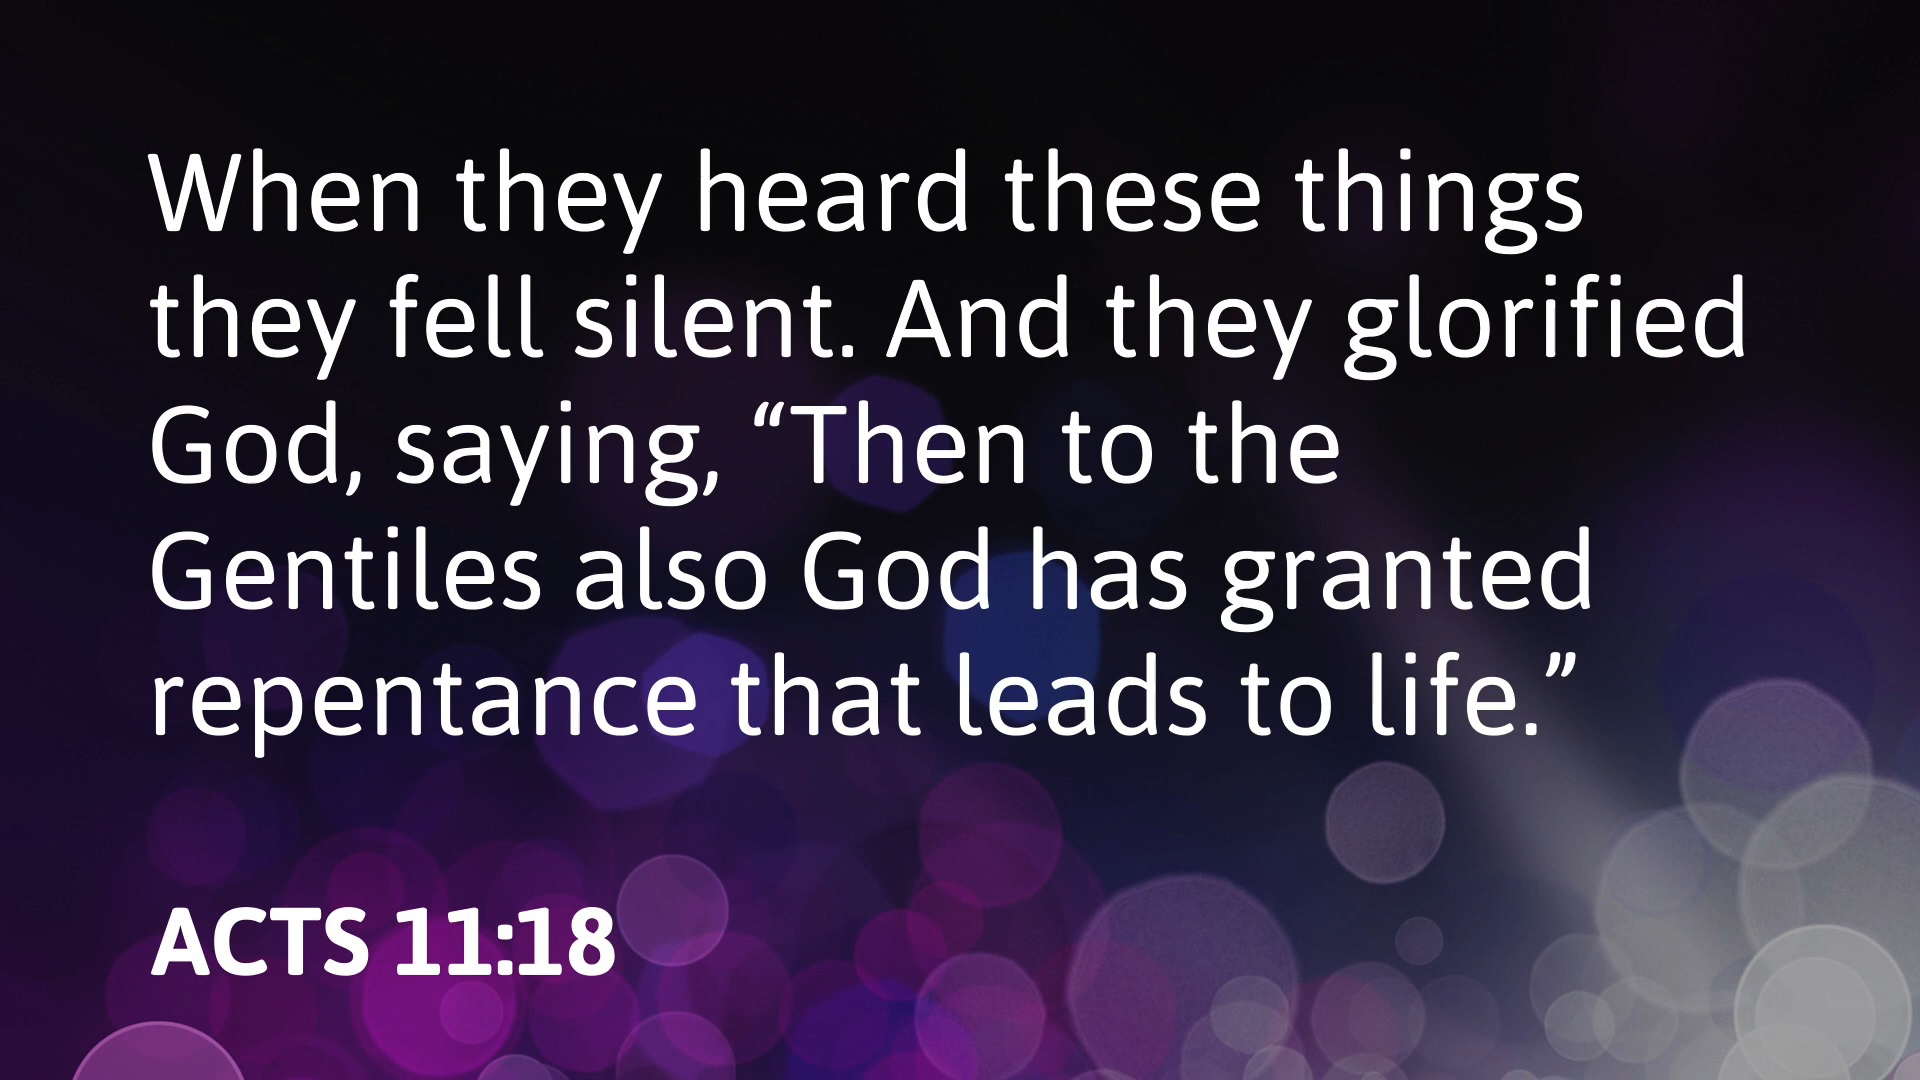 When they heard these things
they fell silent. And they glorified
God, saying, “Then to the
Gentiles also God has granted
repentance that leads to life.”
ACTS 11:18